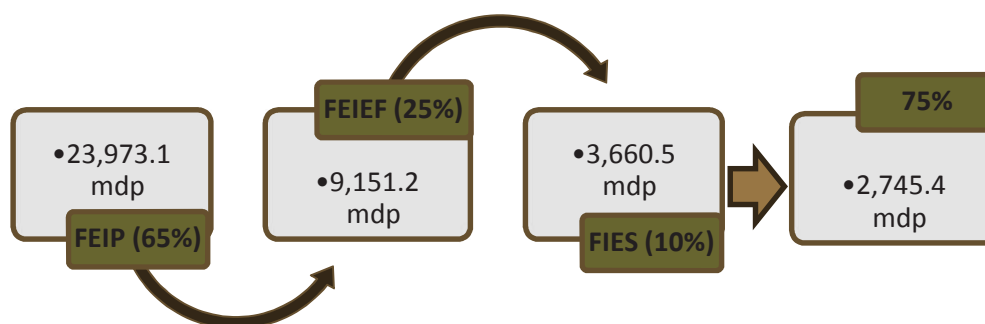 •23,973.1
mdp
FEIP (65%)
FEIEF (25%)
•9,151.2
mdp
•3,660.5
mdp
FIES (10%)
75%
•2,745.4
mdp